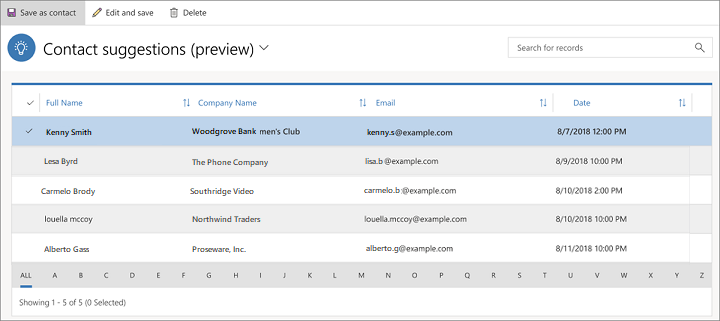 Save as contact Edit and save Delete
Contact suggestions (preview)
Search for records
Full Name Company Name Email Date
Kenny Smith Woodgrove Bank men's Club kenny.s@example.com 8/7/2018 12:00 PM
Lesa Byrd The Phone Company lisa.b @example.com 8/9/2018 10:00 PM
Carmelo Brody Southridge Video carmelo.b:@example.com 8/10/2018 2:00 PM
louella mccoy Northwind Traders louella.mccoy@example.com 8/10/2018 10:00 PM
Alberto Gass Proseware, Inc. alberto.g@example.com 8/11/2018 10:00 PM
ALL A B C D E F G H I J K L M N O P Q R S T U V W X Y Z
Showing 1 - 5 of 5 (0 Selected)